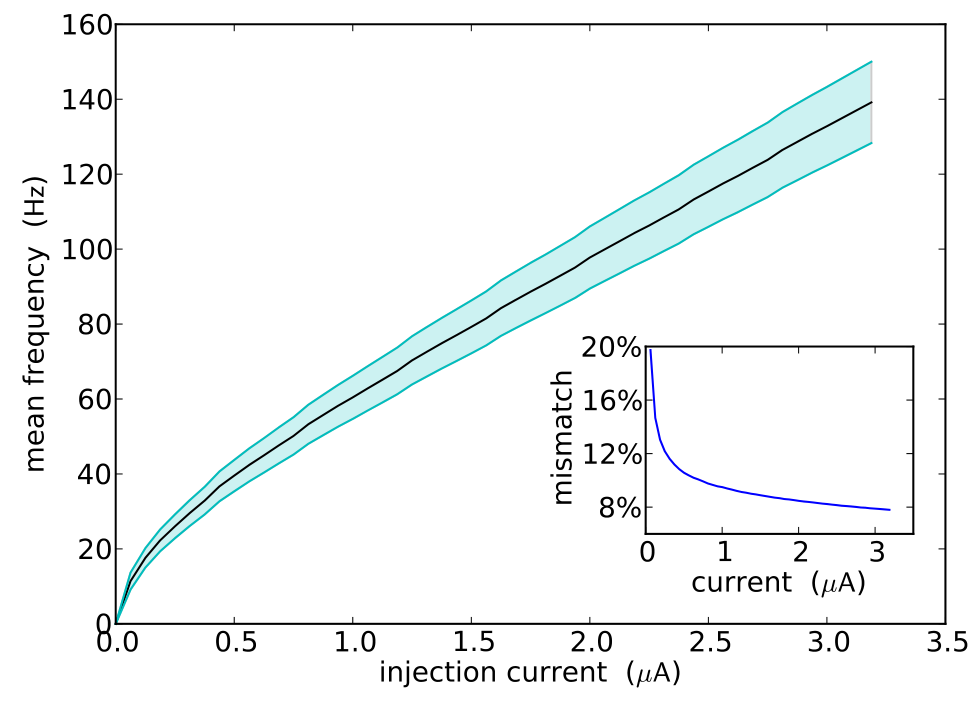 160
140
120
100
80
60
40
20
0
mean frequency (Hz)
0.0 0.5 1.0 1.5 2.0 2.5 3.0 3.5
injection current (μA)
20%
16%
12%
8%
mismatch
0 1 2 3
current (μA)